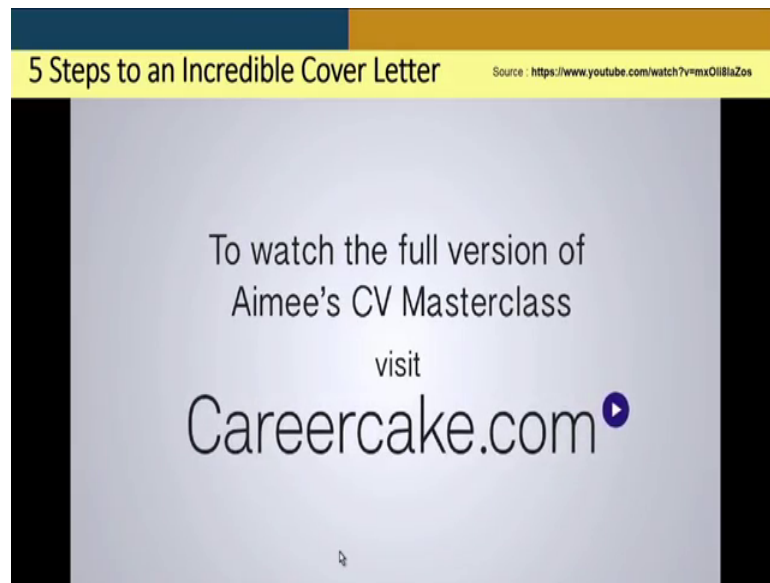 5 Steps to an Incredible Cover Letter
Source : https://www.youtube.com/watch?v=mxOli8laZos
To watch the full version of
Aimee's CV Masterclass
visit
Careercake.com